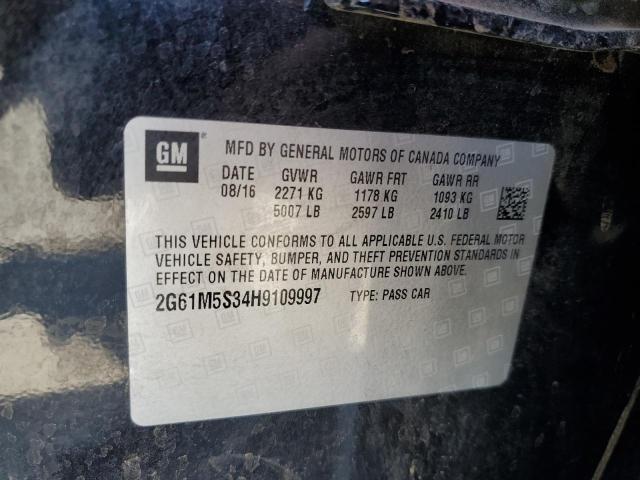 GM ®
MFD BY GENERAL MOTORS OF CANADA COMPANY
DATE GVWR GAWR FRT GAWR RR
08/16 2271 KG 1178 KG 1093 KG
5007 LB 2597 LB 2410 LB
THIS VEHICLE CONFORMS TO ALL APPLICABLE U.S. FEDERAL MOTOR
VEHICLE SAFETY, BUMPER, AND THEFT PREVENTION STANDARDS IN
EFFECT ON THE DATE OF MANUFACTURE SHOWN ABOVE.
2G61M5S34H9109997 TYPE: PASS CAR